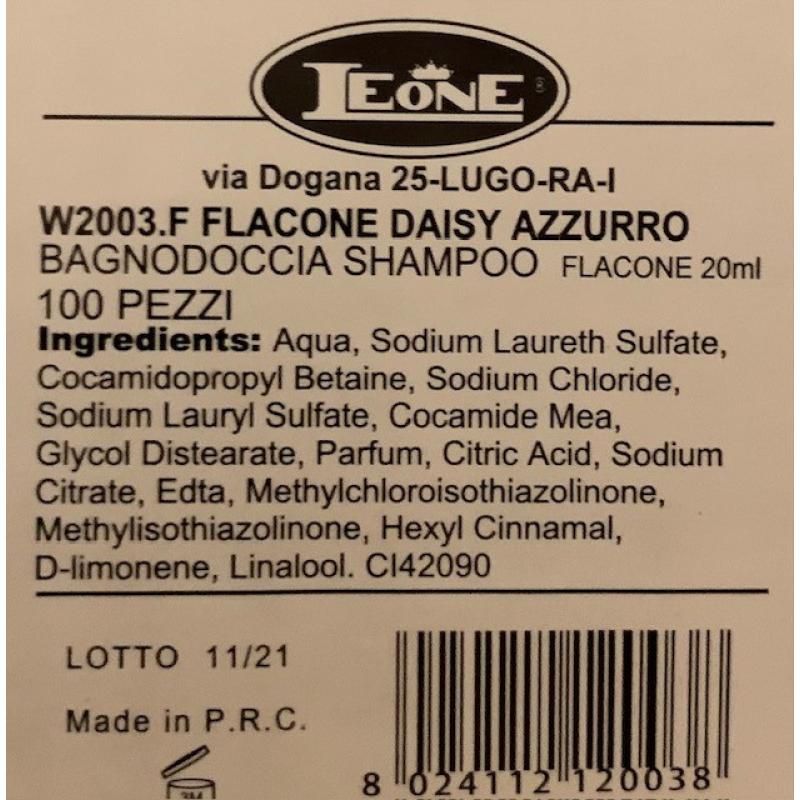 LEONE ®
via Dogana 25-LUGO-RA-I
W2003.F FLACONE DAISY AZZURRO
BAGNODOCCIA SHAMPOO FLACONE 20ml
100 PEZZI
Ingredients: Aqua, Sodium Laureth Sulfate,
Cocamidopropyl Betaine, Sodium Chloride,
Sodium Lauryl Sulfate, Cocamide Mea,
Glycol Distearate, Parfum, Citric Acid, Sodium
Citrate, Edta, Methylchloroisothiazolinone,
Methylisothiazolinone, Hexyl Cinnamal,
D-limonene, Linalool. CI42090
LOTTO 11/21
Made in P.R.C.
3M
8 024112 120038